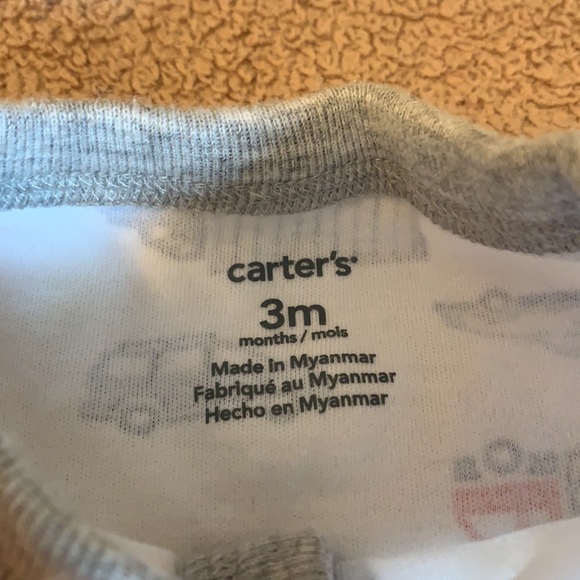 carter's
3m
months / mois
Made in Myanmar
Fabriqué au Myanmar
Hecho en Myanmar